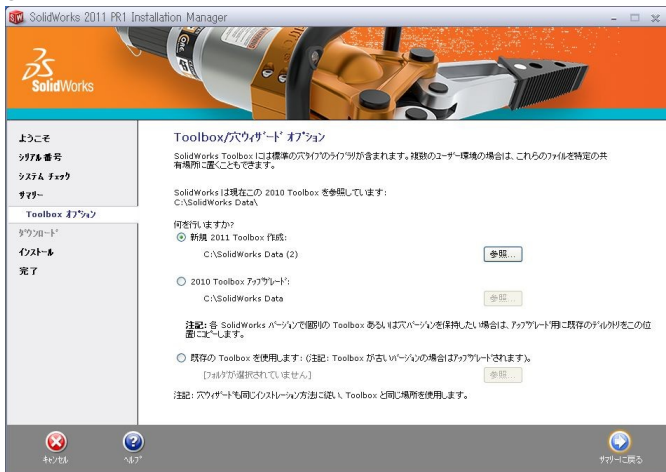 SolidWorks 2011 PR1 Installation Manager
SolidWorks
ようこそ
シリアル 番号
システム チェック
サマリー
Toolbox オプション
ダウンロード
インストール
完了
Toolbox/穴ウィザード オプション
SolidWorks Toolbox には標準の穴タイプのライブラリが含まれます。複数のユーザー環境の場合は、これらのファイルを特定の共
有場所に置くこともできます。
SolidWorks は現在この 2010 Toolbox を参照しています:
C:\SolidWorks Data\
何を行いますか?
新規 2011 Toolbox 作成:
C:\SolidWorks Data (2)
参照...
2010 Toolbox アップグレード:
C:\SolidWorks Data
参照...
注記: 各 SolidWorks バージョンで個別の Toolbox あるいは穴バージョンを保持したい場合は、アップグレード用に既存のディレクトリをこの位
置にコピーします。
既存の Toolbox を使用します: (注記: Toolbox が古いバージョンの場合はアップグレードされます)。
[フォルダが選択されていません]
参照...
注記: 穴ウィザードも同じインストレーション方法に従い、Toolbox と同じ場所を使用します。
キャンセル
ヘルプ
サマリーに戻る